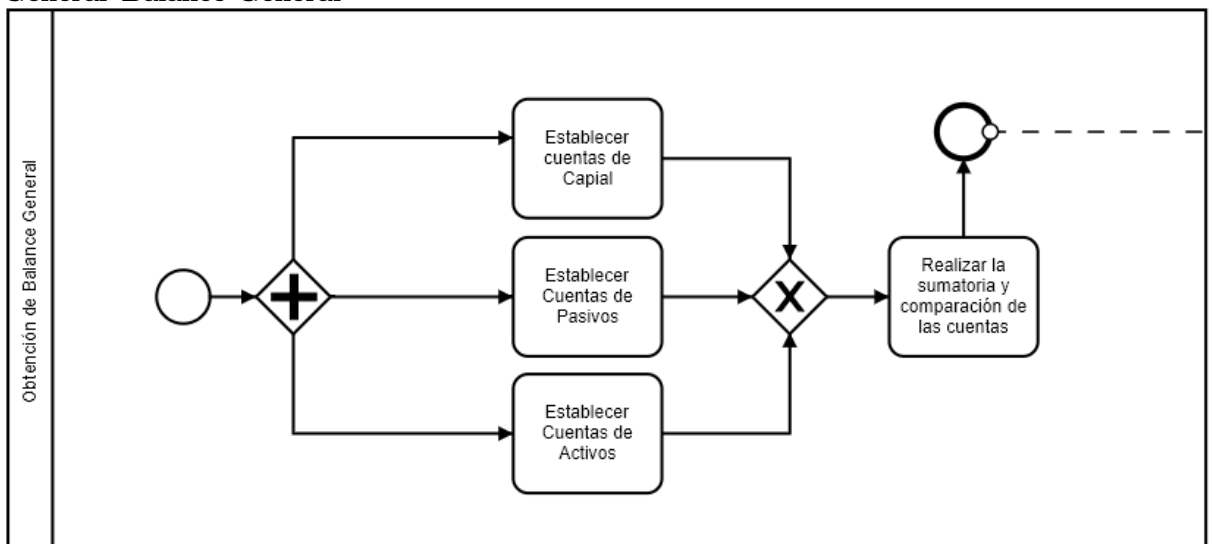 General Balance General
Obtención de Balance General
Establecer
cuentas de
Capial
Establecer
Cuentas de
Pasivos
Establecer
Cuentas de
Activos
Realizar la
sumatoria y
comparación de
las cuentas